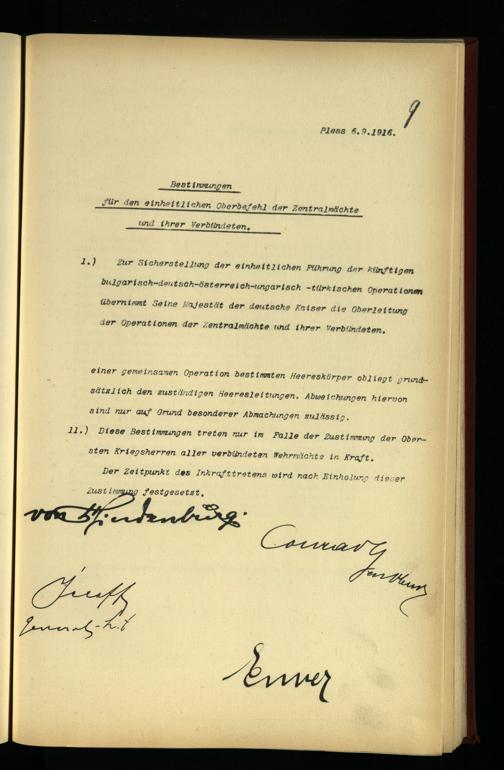 9
Pless 6.9.1916.
Bestimmungen
für den einheitlichen Oberbefehl der Zentralmächte
und ihrer Verbündeten.
1.) Zur Sicherstellung der einheitlichen Führung der künftigen
bulgarisch-deutsch-österreich-ungarisch -türkischen Operationen
übernimmt Seine Majestät der deutsche Kaiser die Oberleitung
der Operationen der Zentralmächte und ihrer Verbündeten.
einer gemeinsamen Operation bestimmten Heereskörper obliegt grund-
sätzlich den zuständigen Heeresleitungen. Abweichungen hiervon
sind nur auf Grund besonderer Abmachungen zulässig.
11.) Diese Bestimmungen treten nur im Falle der Zustimmung der Ober-
sten Kriegsherren aller verbündeten Wehrmächte in Kraft.
Der Zeitpunkt des Inkrafttretens wird nach Einholung dieser
Zustimmung festgesetzt.
von Hindenburg.
Conrad G
Enver